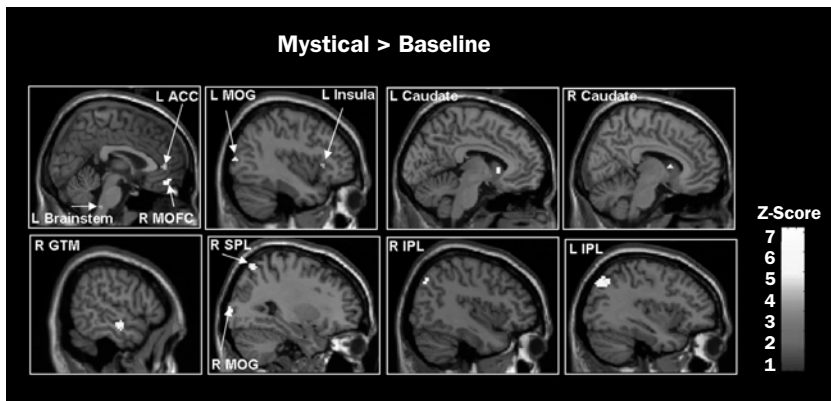 Mystical > Baseline
L ACC
L Brainstem
R MOFC
L MOG
L Insula
L Caudate
R Caudate
R GTM
R SPL
R MOG
R IPL
L IPL
Z-Score
7
6
5
4
3
2
1